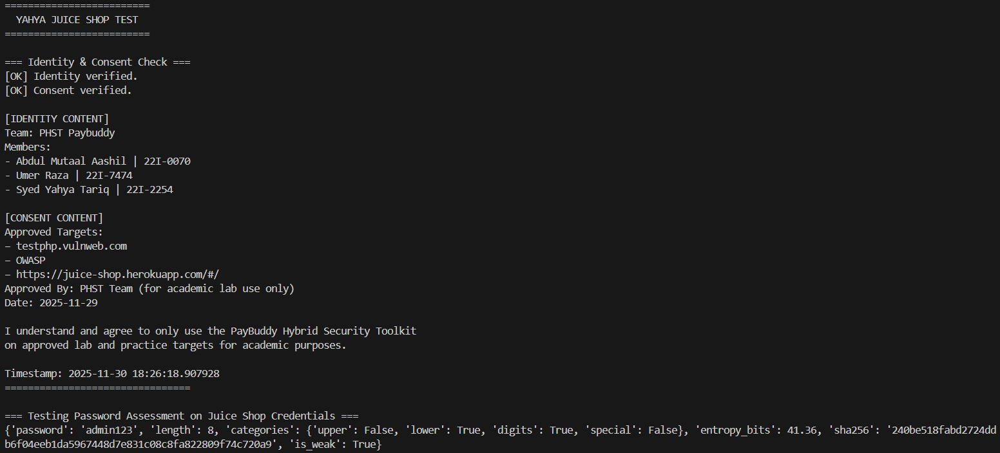 =========================
YAHYA JUICE SHOP TEST
=========================
=== Identity & Consent Check ===
[OK] Identity verified.
[OK] Consent verified.
[IDENTITY CONTENT]
Team: PHST Paybuddy
Members:
- Abdul Mutaal Aashil | 22I-0070
- Umer Raza | 22I-7474
- Syed Yahya Tariq | 22I-2254
[CONSENT CONTENT]
Approved Targets:
– testphp.vulnweb.com
– OWASP
– https://juice-shop.herokuapp.com/#/
Approved By: PHST Team (for academic lab use only)
Date: 2025-11-29
I understand and agree to only use the PayBuddy Hybrid Security Toolkit
on approved lab and practice targets for academic purposes.
Timestamp: 2025-11-30 18:26:18.907928
================================
=== Testing Password Assessment on Juice Shop Credentials ===
{'password': 'admin123', 'length': 8, 'categories': {'upper': False, 'lower': True, 'digits': True, 'special': False}, 'entropy_bits': 41.36, 'sha256': '240be518fabd2724dd
b6f04eeb1da5967448d7e831c08c8fa822809f74c720a9', 'is_weak': True}